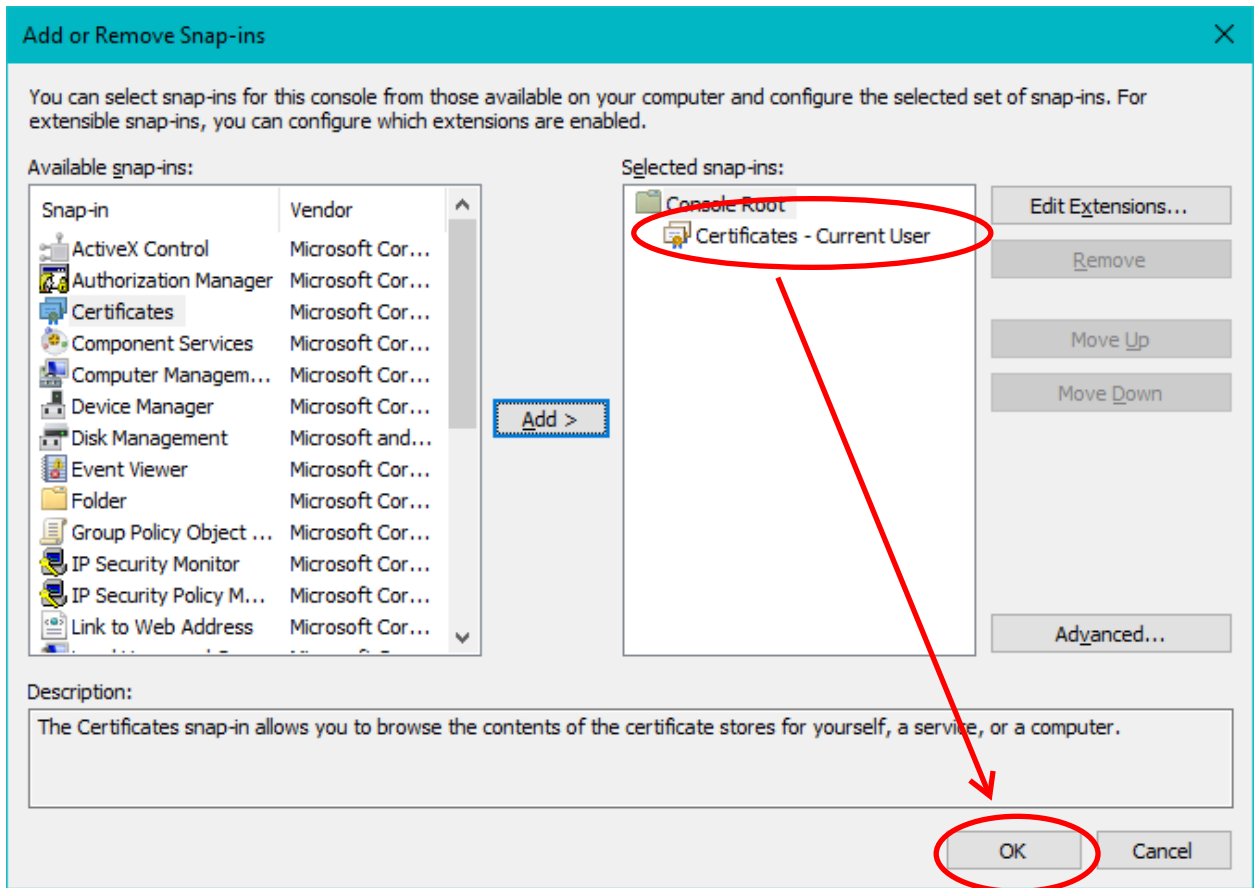 Add or Remove Snap-ins
You can select snap-ins for this console from those available on your computer and configure the selected set of snap-ins. For
extensible snap-ins, you can configure which extensions are enabled.
Available snap-ins:
Snap-in Vendor
ActiveX Control Microsoft Cor...
Authorization Manager Microsoft Cor...
Certificates Microsoft Cor...
Component Services Microsoft Cor...
Computer Managem... Microsoft Cor...
Device Manager Microsoft Cor...
Disk Management Microsoft and...
Event Viewer Microsoft Cor...
Folder Microsoft Cor...
Group Policy Object ... Microsoft Cor...
IP Security Monitor Microsoft Cor...
IP Security Policy M... Microsoft Cor...
Link to Web Address Microsoft Cor...
Add >
Selected snap-ins:
Console Root
Certificates - Current User
Edit Extensions...
Remove
Move Up
Move Down
Advanced...
Description:
The Certificates snap-in allows you to browse the contents of the certificate stores for yourself, a service, or a computer.
OK Cancel